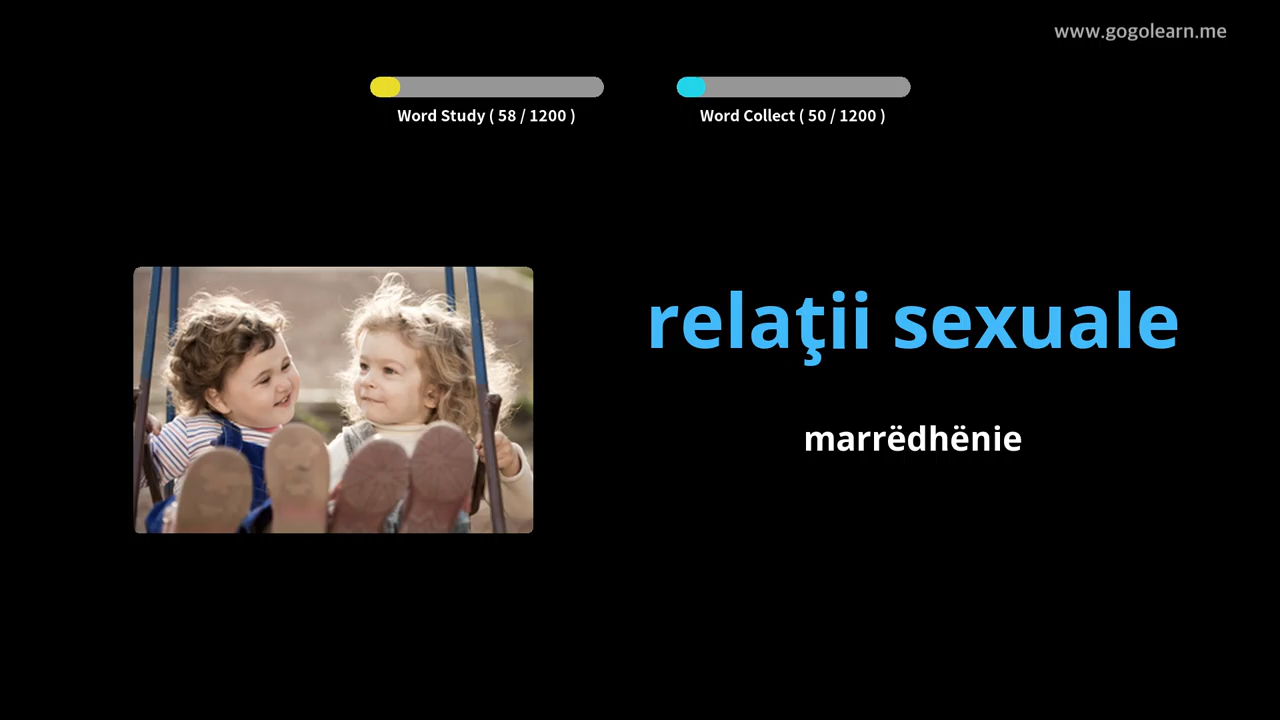 www.gogolearn.me
Word Study ( 58 / 1200 )
Word Collect ( 50 / 1200 )
relaţii sexuale
marrëdhënie